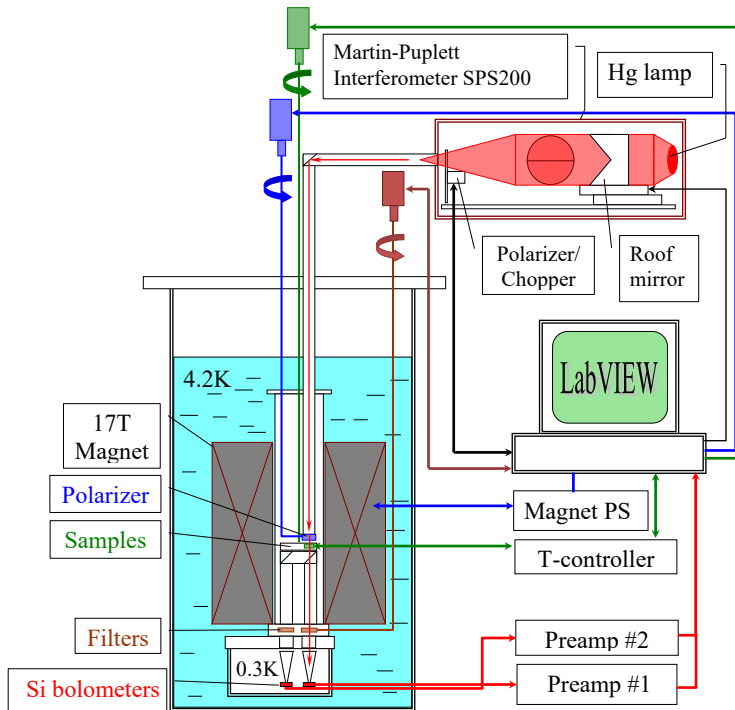 Martin-Puplett
Interferometer SPS200
Hg lamp
Polarizer/
Chopper
Roof
mirror
LabVIEW
4.2K
17T
Magnet
Polarizer
Samples
Magnet PS
T-controller
Filters
Preamp #2
0.3K
Si bolometers
Preamp #1